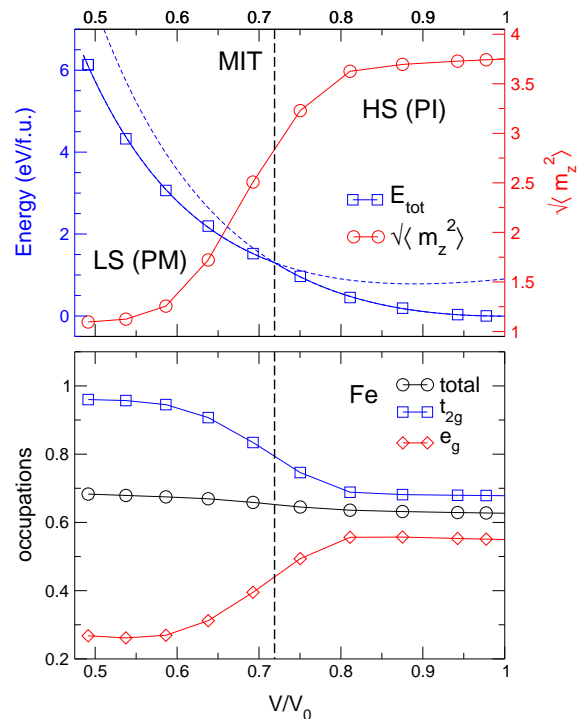 0.5 0.6 0.7 0.8 0.9 1
MIT
HS (PI)
LS (PM)
E_tot
√⟨ m_z^2⟩
Energy (eV/f.u.)
6
4
2
0
√⟨ m_z^2⟩
4
3.5
3
2.5
2
1.5
1
Fe
total
t_2g
e_g
occupations
1
0.8
0.6
0.4
0.2
0.5 0.6 0.7 0.8 0.9 1
V/V_0